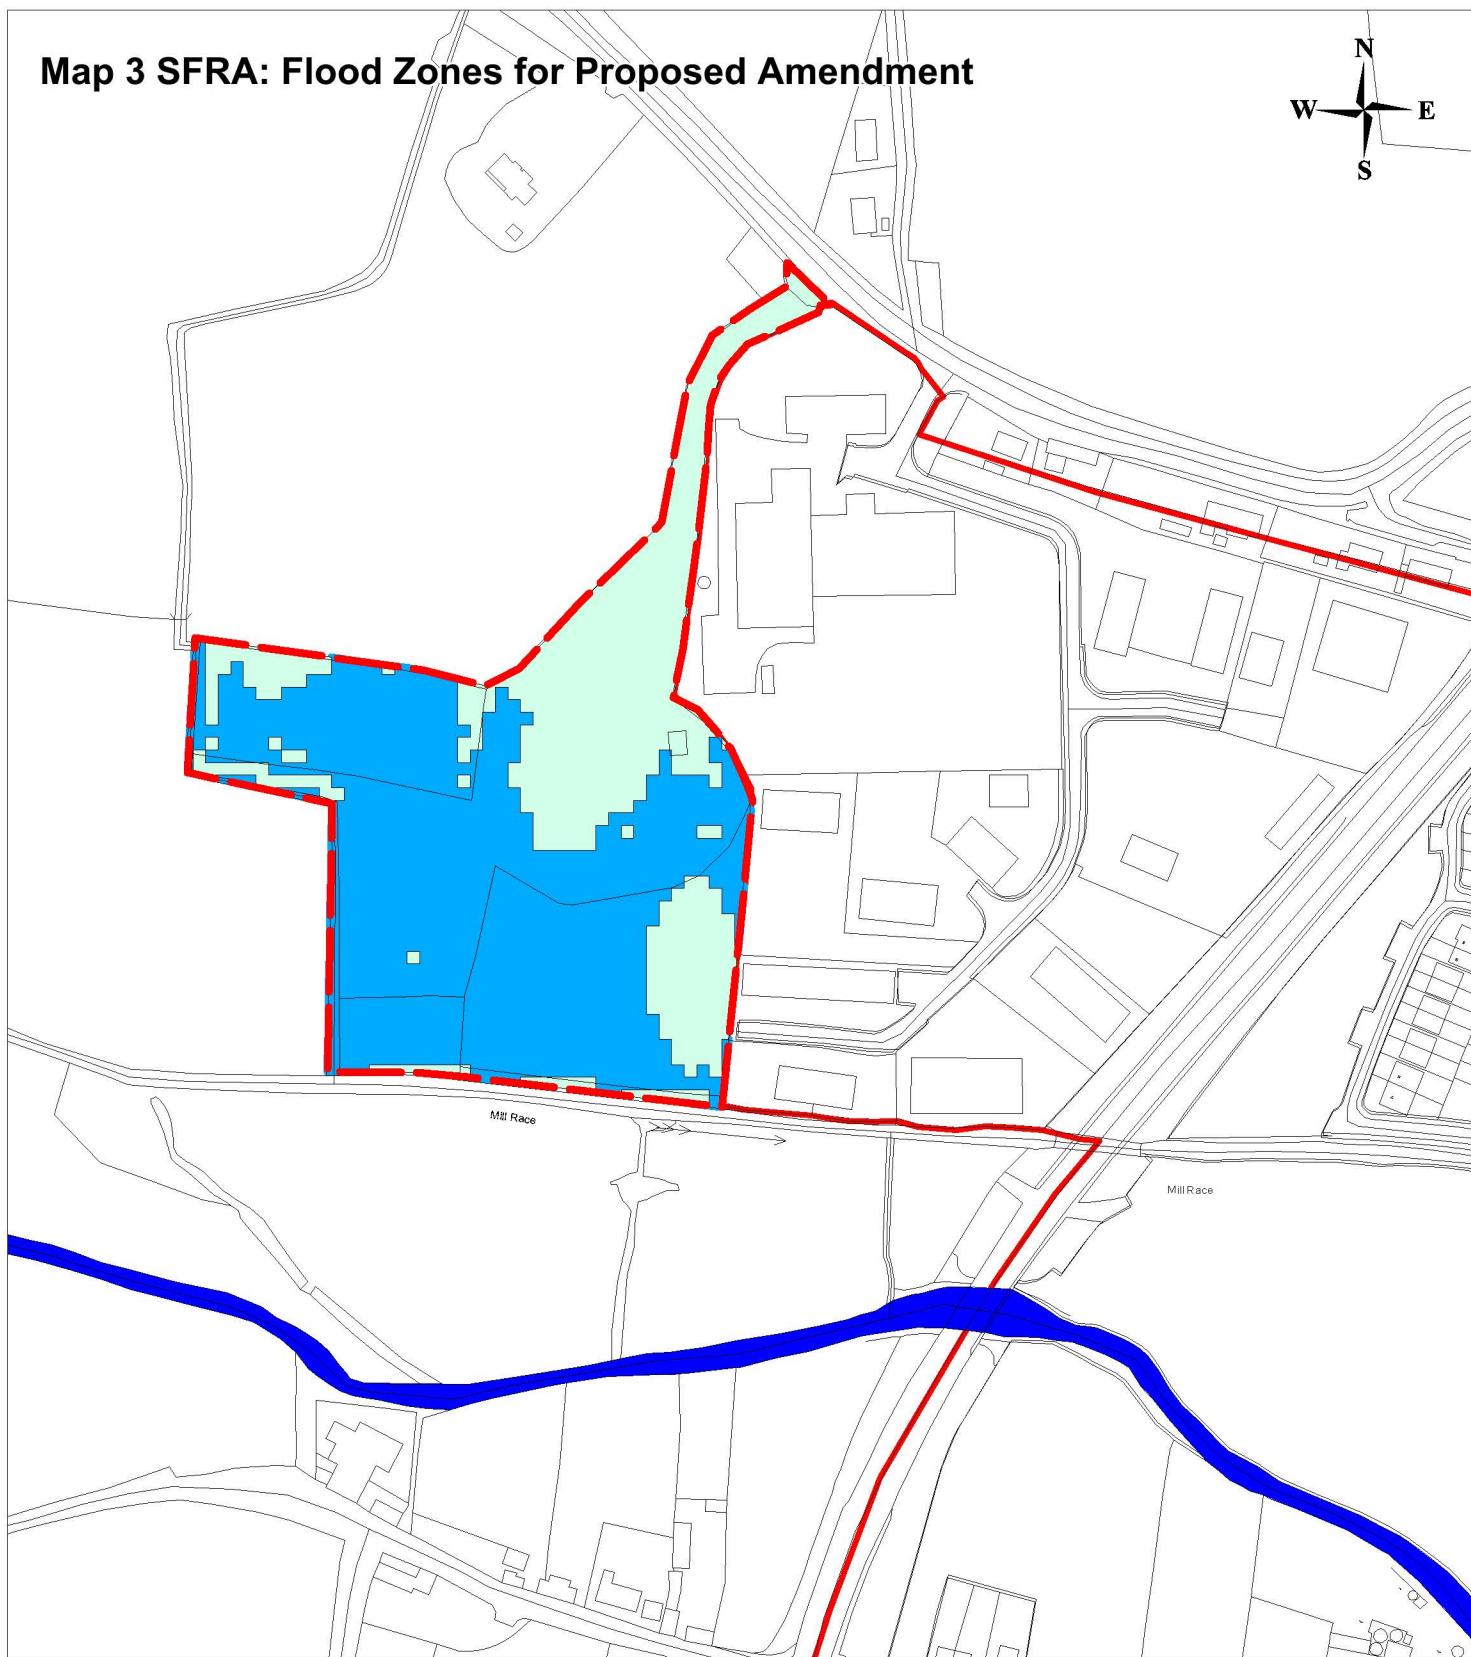 Map 3 SFRA: Flood Zones for Proposed Amendment
N
W E
S
Mill Race
Mill Race